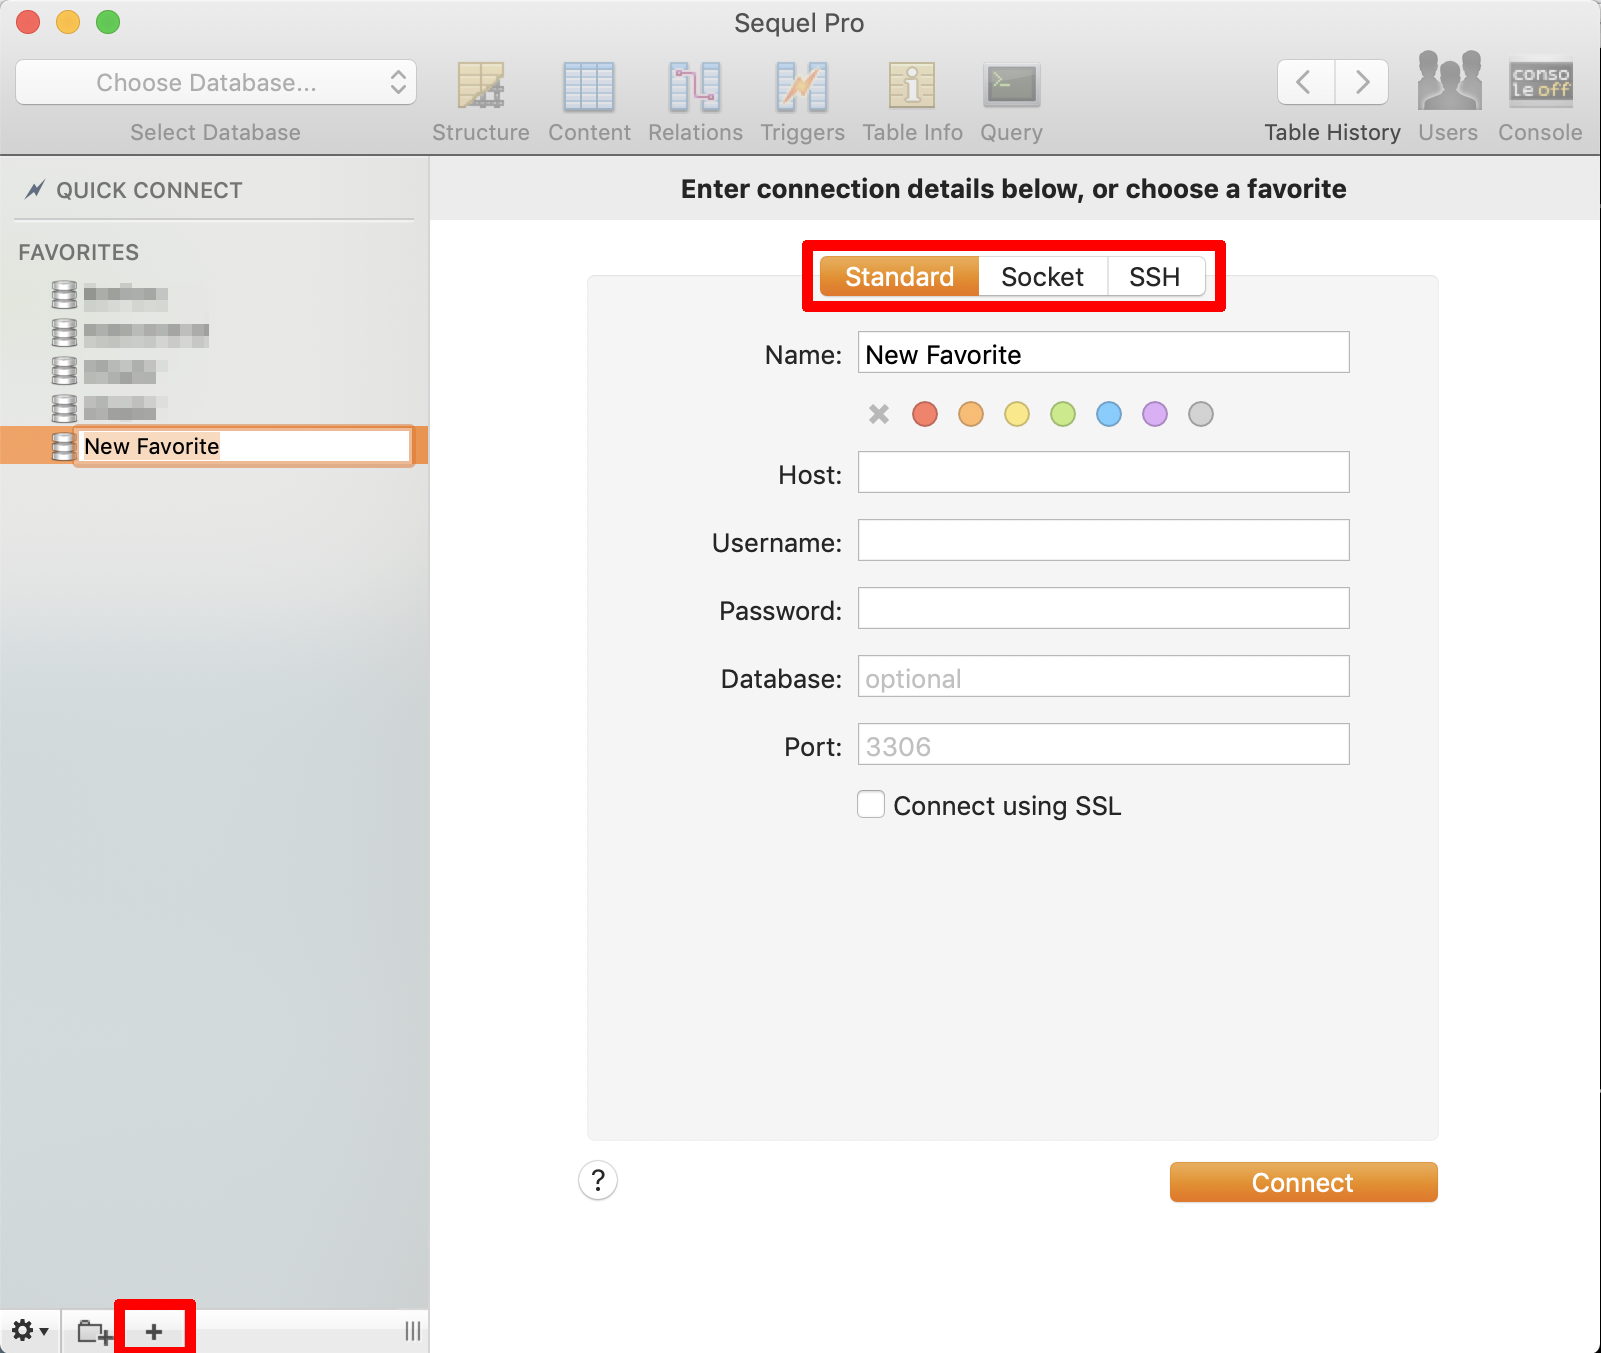 Sequel Pro
Choose Database...
Select Database
Structure
Content
Relations
Triggers
Table Info
Query
Table History
Users
conso
le off
Console
QUICK CONNECT
FAVORITES
New Favorite
Enter connection details below, or choose a favorite
Standard Socket SSH
Name: New Favorite
Host:
Username:
Password:
Database: optional
Port: 3306
Connect using SSL
?
Connect